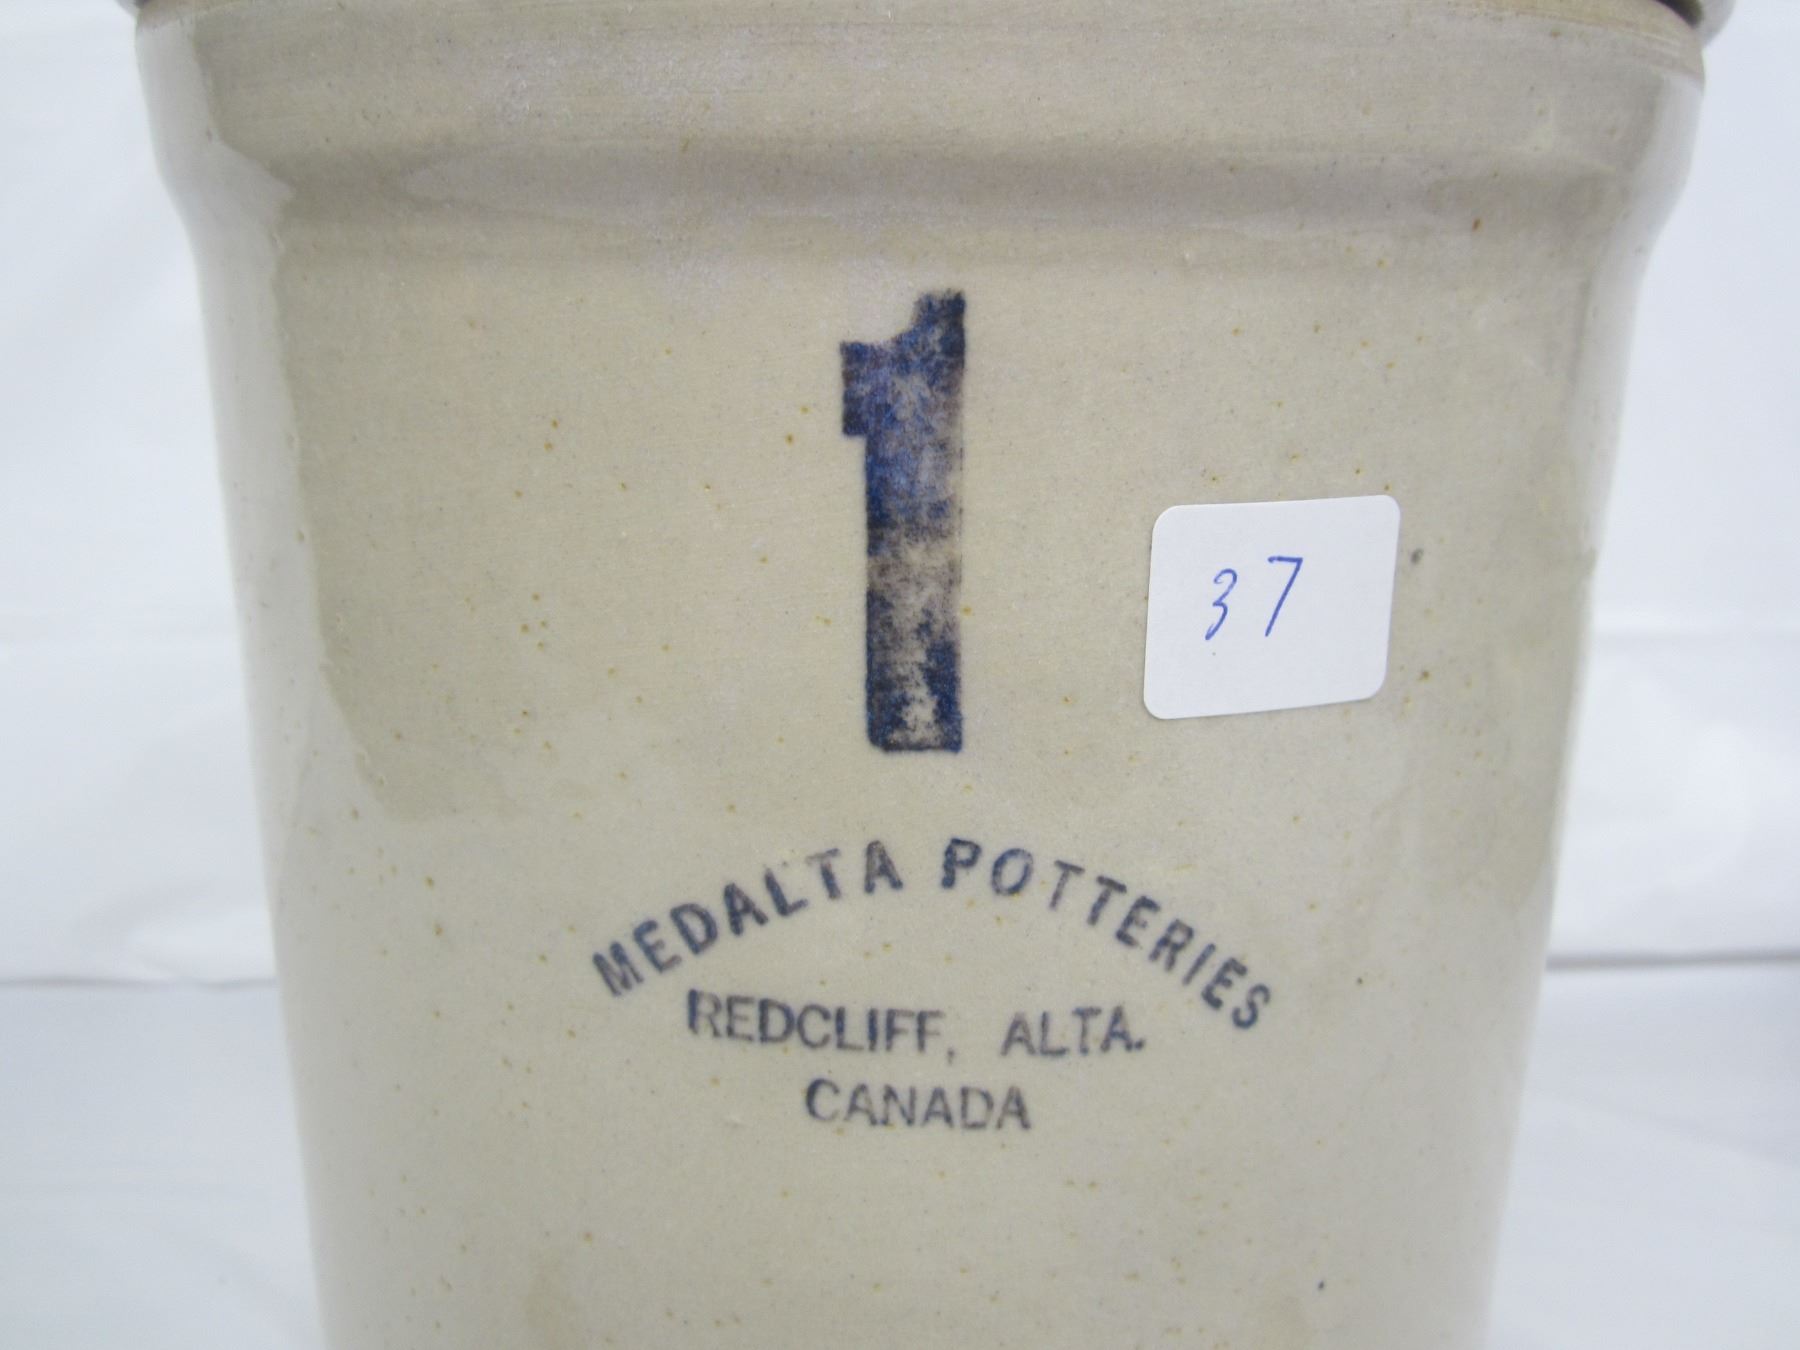 1
37
MEDALTA POTTERIES
REDCLIFF, ALTA.
CANADA